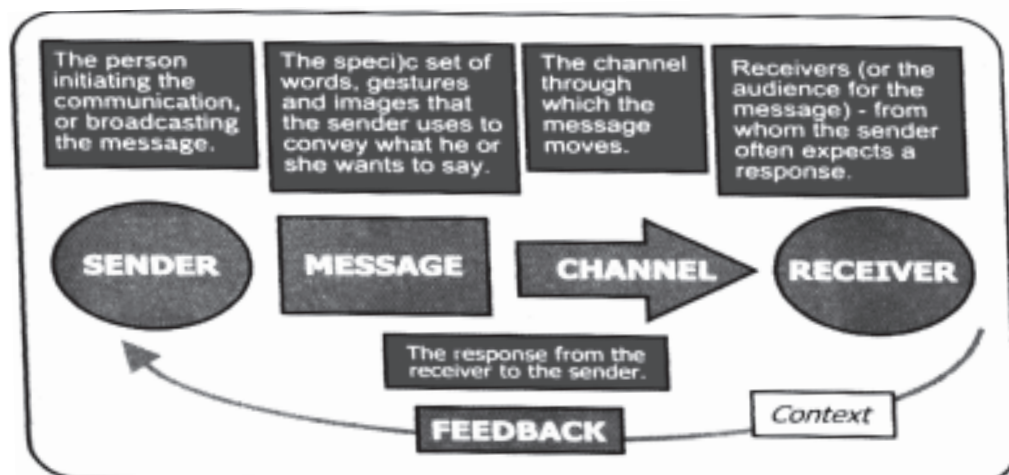 The person
initiating the
communication,
or broadcasting
the message.
The speci)c set of
words, gestures
and images that
the sender uses to
convey what he or
she wants to say.
The channel
through
which the
message
moves.
Receivers (or the
audience for the
message) - from
whom the sender
often expects a
response.
SENDER
MESSAGE
CHANNEL
RECEIVER
The response from the
receiver to the sender.
FEEDBACK
Context